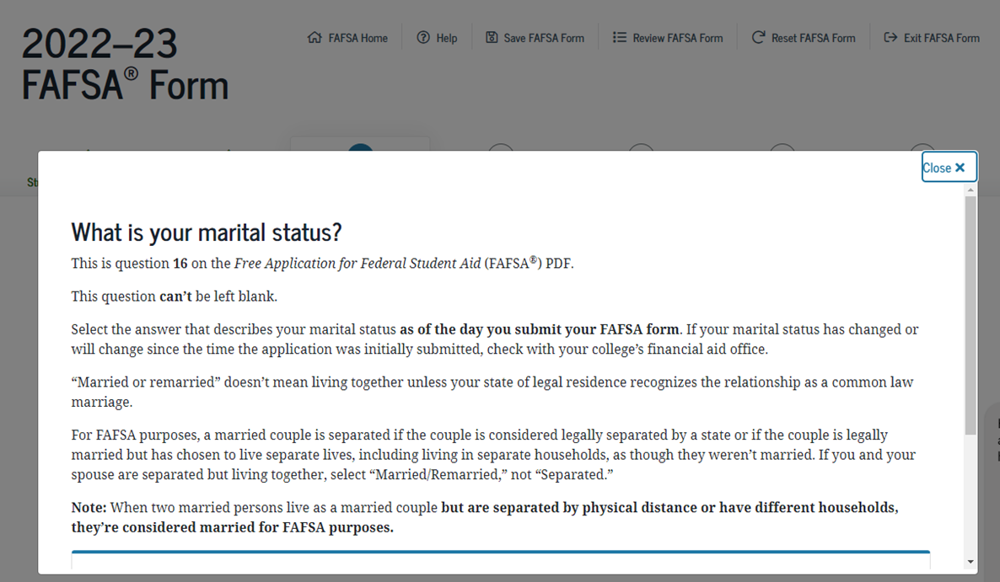 2022–23
FAFSA® Form
FAFSA Home
Help
Save FAFSA Form
Review FAFSA Form
Reset FAFSA Form
Exit FAFSA Form
Close ×
What is your marital status?
This is question 16 on the Free Application for Federal Student Aid (FAFSA®) PDF.
This question can’t be left blank.
Select the answer that describes your marital status as of the day you submit your FAFSA form. If your marital status has changed or
will change since the time the application was initially submitted, check with your college’s financial aid office.
“Married or remarried” doesn’t mean living together unless your state of legal residence recognizes the relationship as a common law
marriage.
For FAFSA purposes, a married couple is separated if the couple is considered legally separated by a state or if the couple is legally
married but has chosen to live separate lives, including living in separate households, as though they weren’t married. If you and your
spouse are separated but living together, select “Married/Remarried,” not “Separated.”
Note: When two married persons live as a married couple but are separated by physical distance or have different households,
they’re considered married for FAFSA purposes.